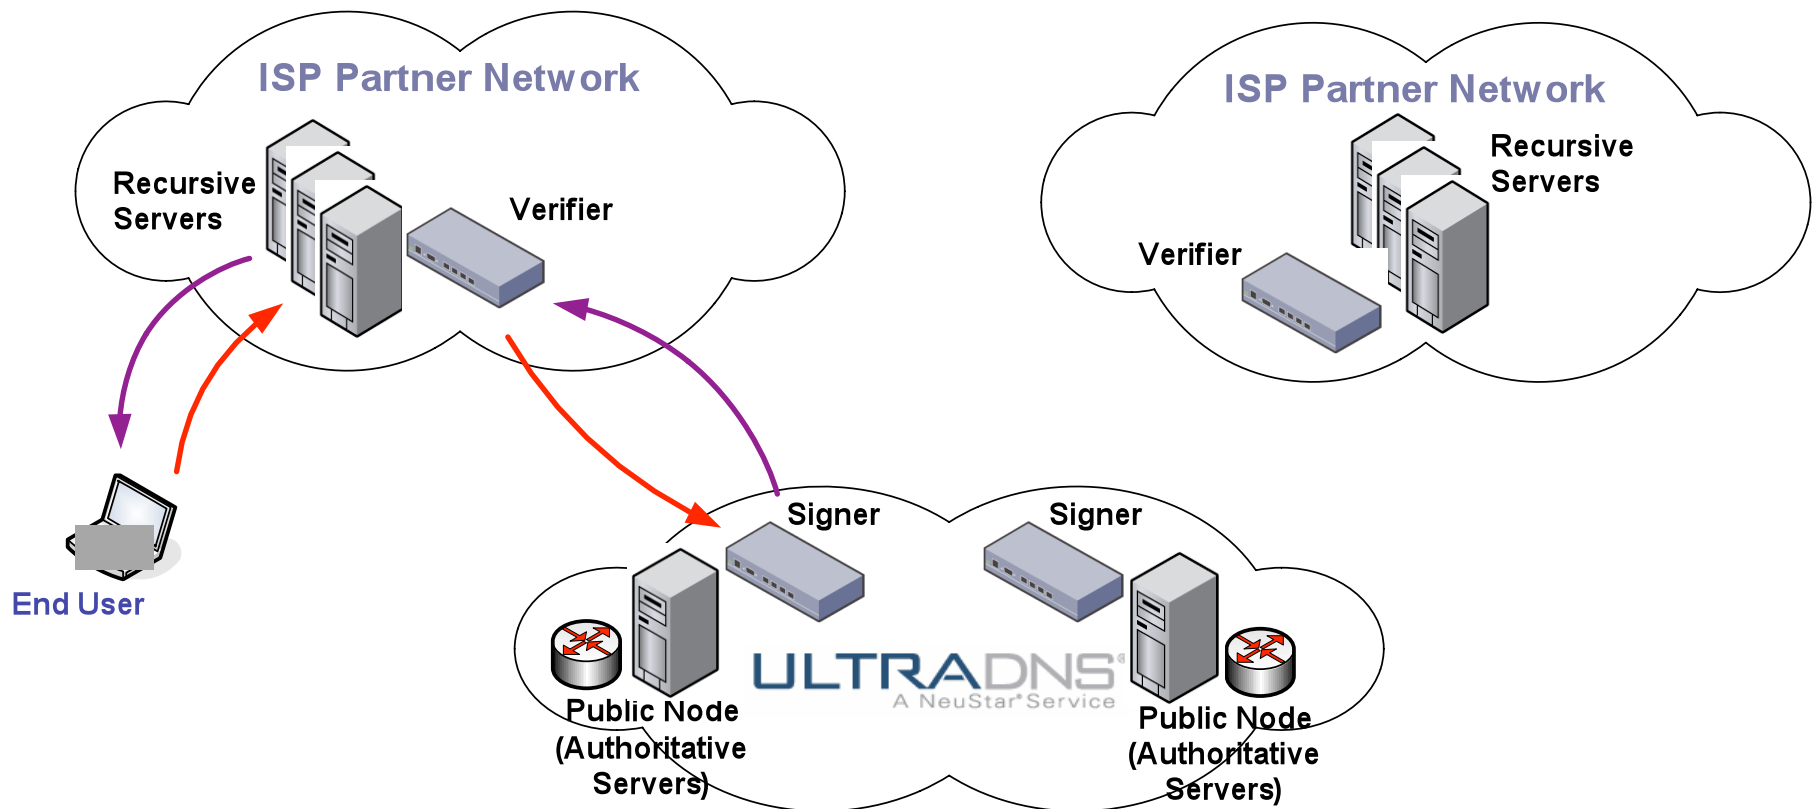 ISP Partner Network
Recursive
Servers
Verifier
ISP Partner Network
Recursive
Servers
Verifier
End User
Signer
Signer
ULTRADNS®
A NeuStar® Service
Public Node
(Authoritative
Servers)
Public Node
(Authoritative
Servers)